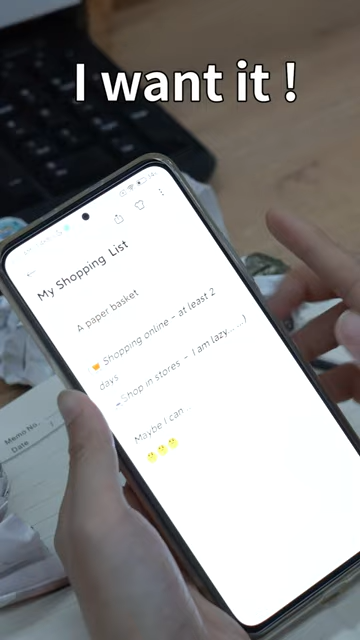 I want it !
My Shopping List
A paper basket
Shopping online - at least 2
days
Shop in stores - I am lazy... ...)
Maybe I can ...
Memo No.
Date 1